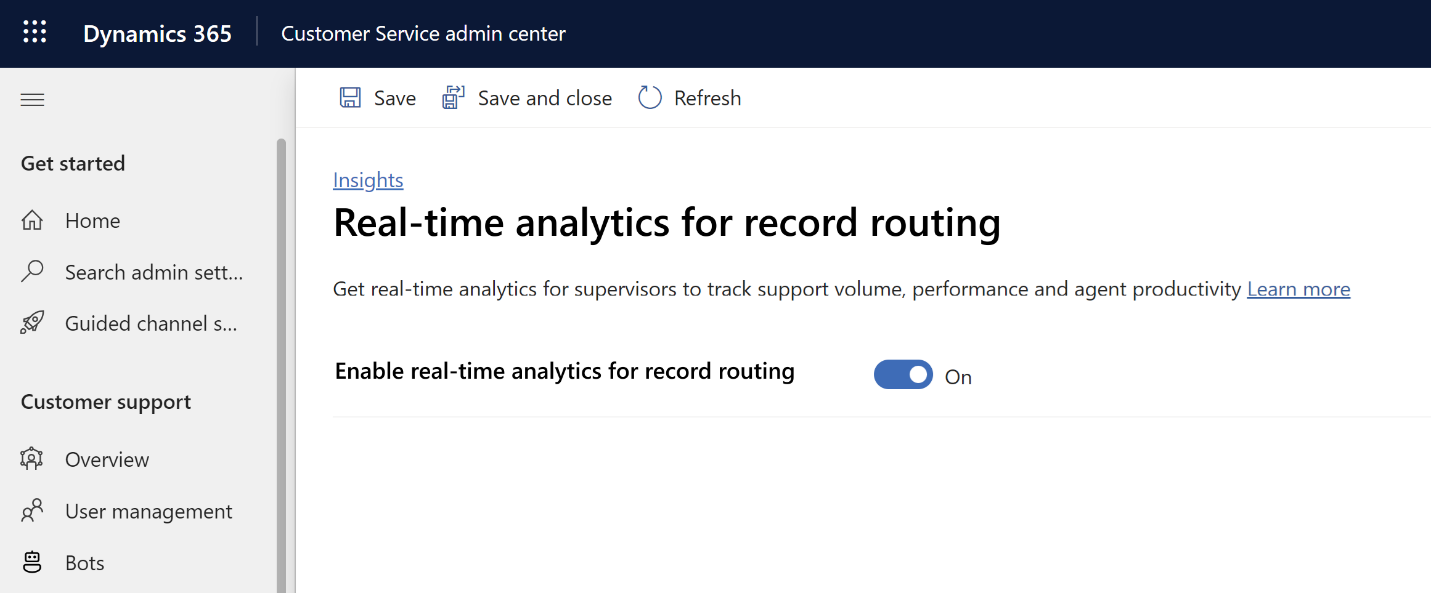 Dynamics 365
Customer Service admin center
Save
Save and close
Refresh
Get started
Home
Search admin sett...
Guided channel s...
Customer support
Overview
User management
Bots
Insights
Real-time analytics for record routing
Get real-time analytics for supervisors to track support volume, performance and agent productivity Learn more
Enable real-time analytics for record routing
On